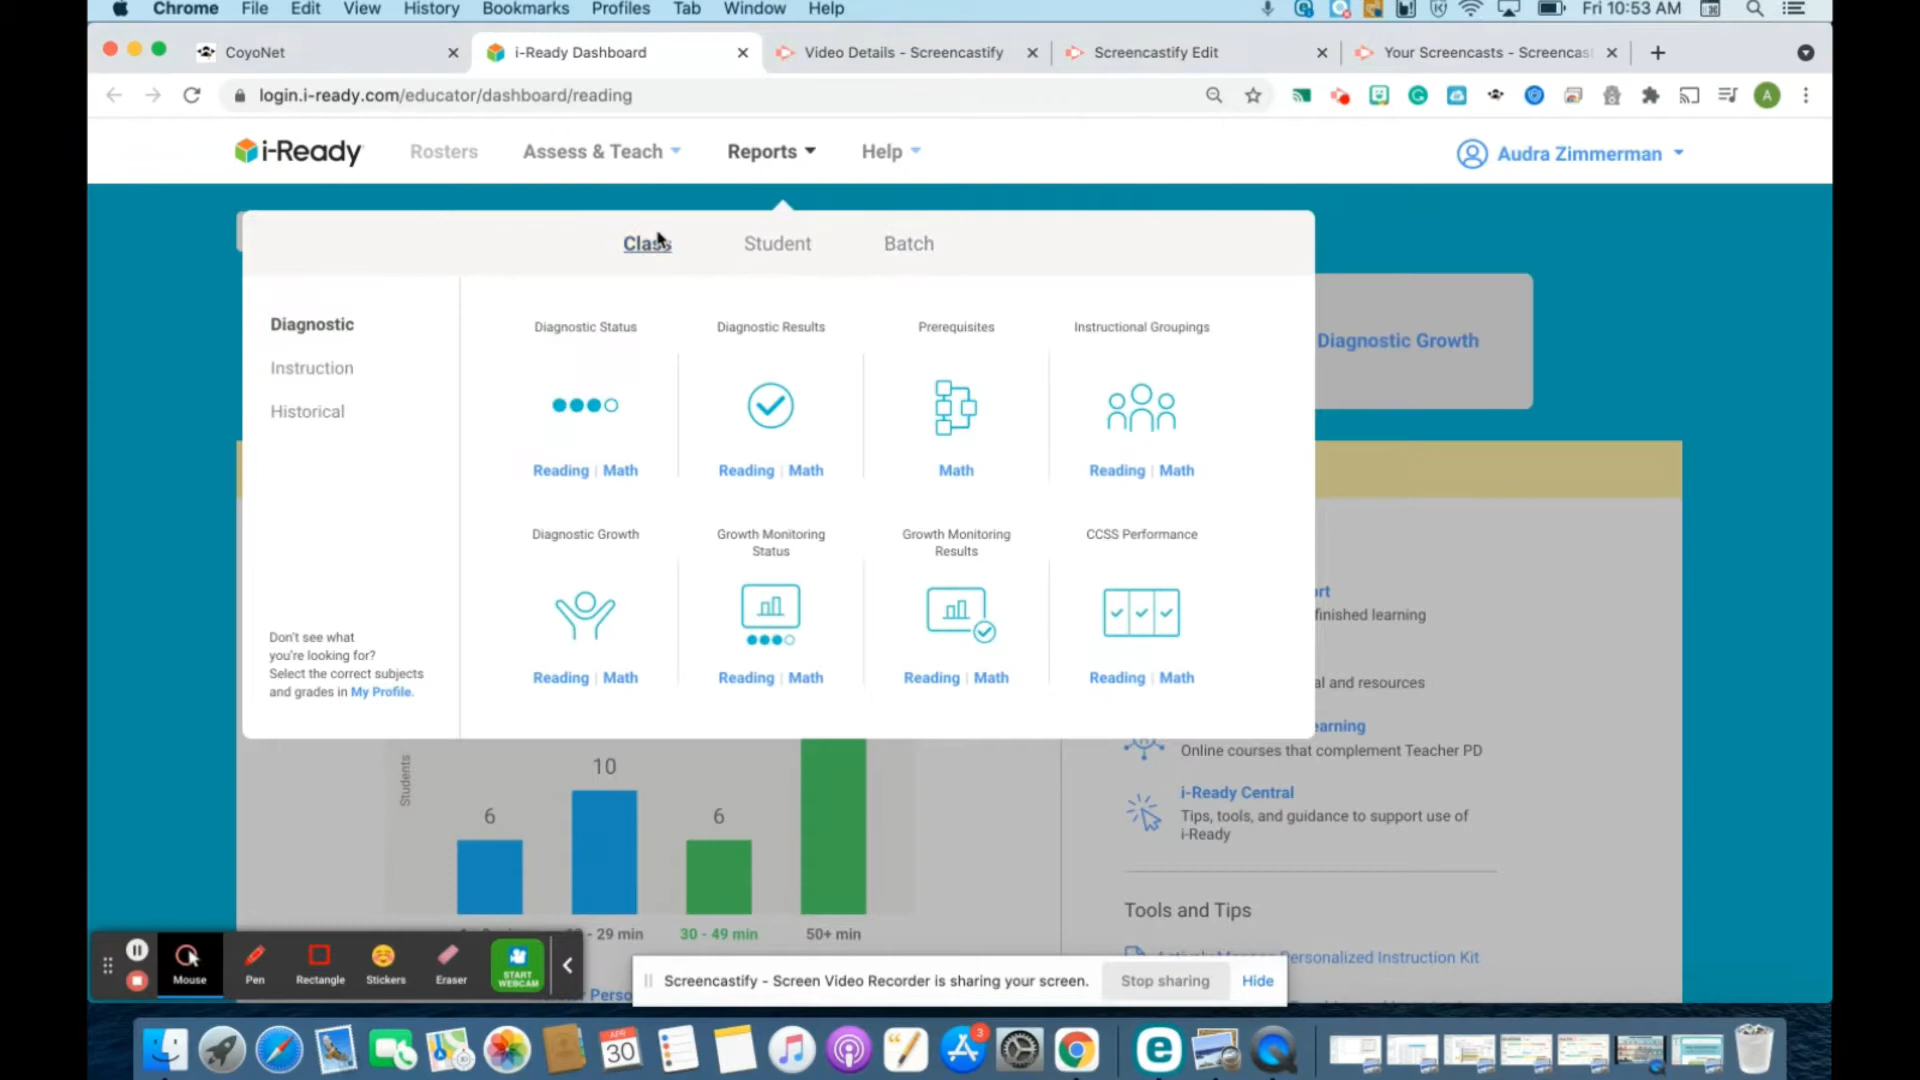 Chrome File Edit View History Bookmarks Profiles Tab Window Help Fri 10:53 AM
CoyoNet i-Ready Dashboard Video Details - Screencastify Screencastify Edit Your Screencasts - Screencas
login.i-ready.com/educator/dashboard/reading A
i-Ready Rosters Assess & Teach Reports Help Audra Zimmerman
Class Student Batch
Diagnostic
Instruction
Historical
Don't see what
you're looking for?
Select the correct subjects
and grades in My Profile.
Diagnostic Status Diagnostic Results Prerequisites Instructional Groupings
Reading | Math Reading | Math Math Reading | Math
Diagnostic Growth Growth Monitoring Status Growth Monitoring Results CCSS Performance
Reading | Math Reading | Math Reading | Math Reading | Math
Diagnostic Growth
rt
finished learning
al and resources
earning
Online courses that complement Teacher PD
i-Ready Central
Tips, tools, and guidance to support use of
i-Ready
Tools and Tips
Personalized Instruction Kit
Students
6 10 6
- 29 min 30 - 49 min 50+ min
Mouse Pen Rectangle Stickers Eraser START WEBCAM
Perso
Screencastify - Screen Video Recorder is sharing your screen. Stop sharing Hide
APR
30
3
e